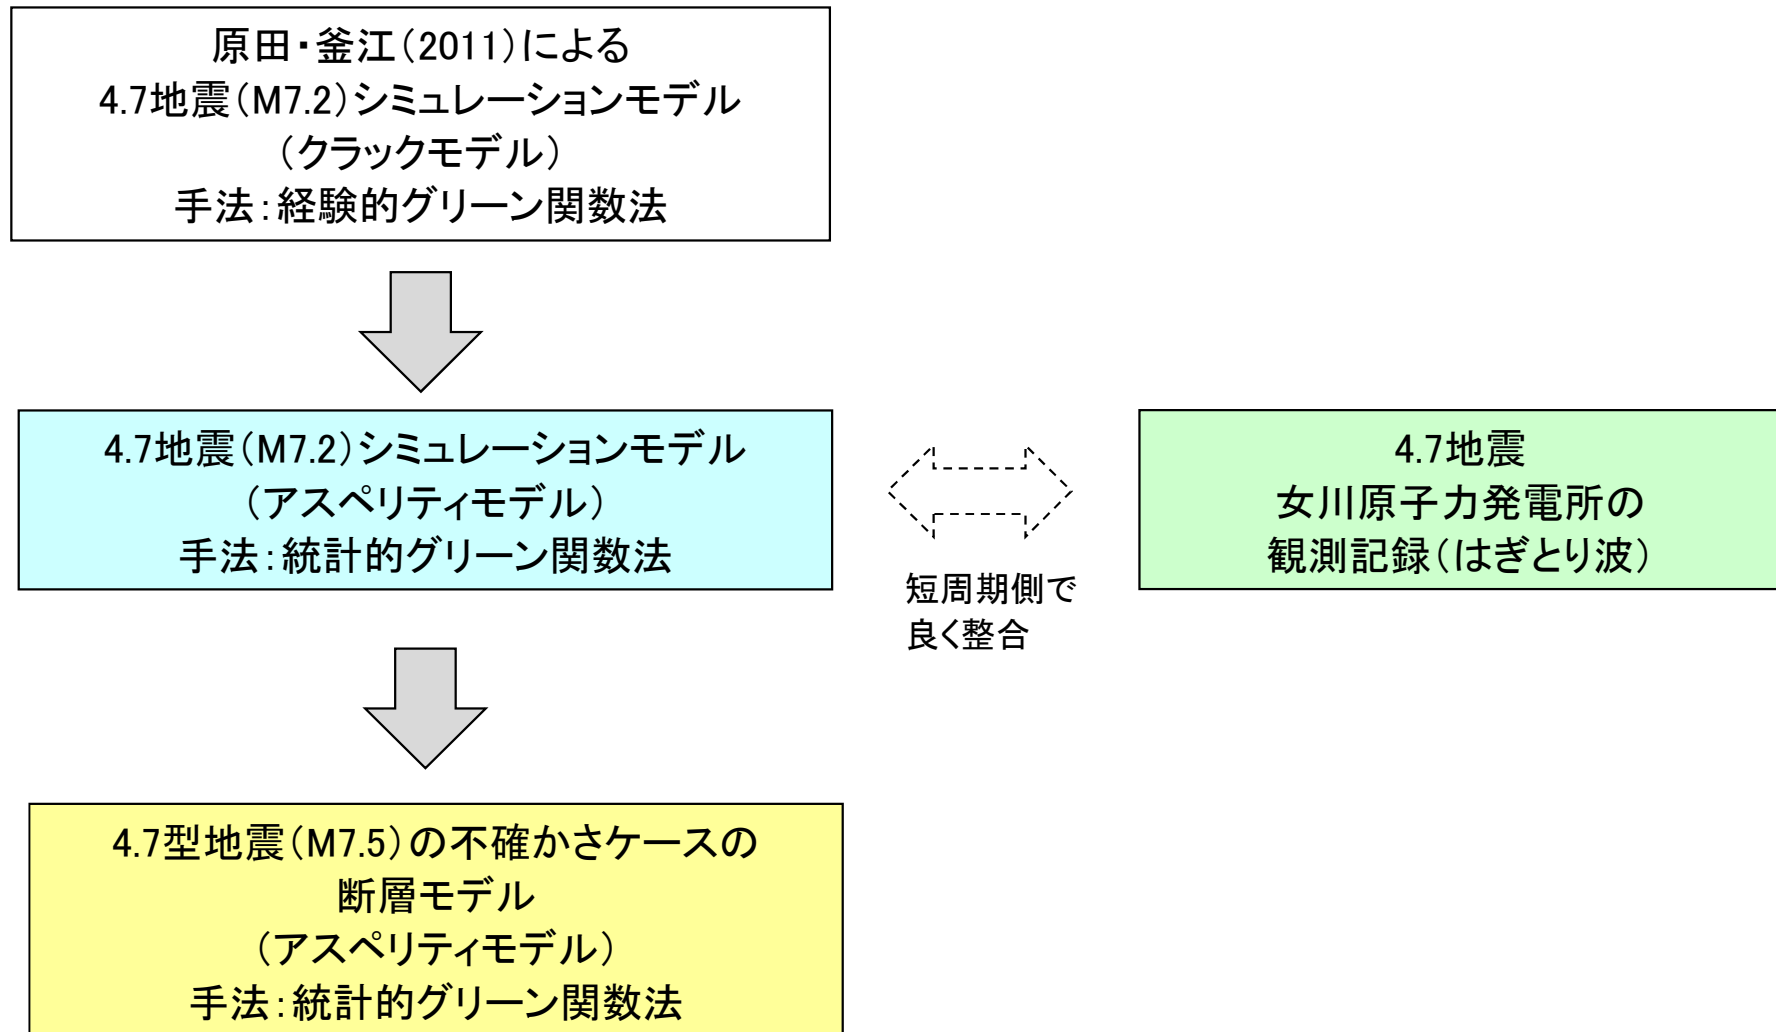 原田・釜江(2011)による
4.7地震(M7.2)シミュレーションモデル
(クラックモデル)
手法:経験的グリーン関数法
4.7地震(M7.2)シミュレーションモデル
(アスペリティモデル)
手法:統計的グリーン関数法
短周期側で
良く整合
4.7地震
女川原子力発電所の
観測記録(はぎとり波)
4.7型地震(M7.5)の不確かさケースの
断層モデル
(アスペリティモデル)
手法:統計的グリーン関数法